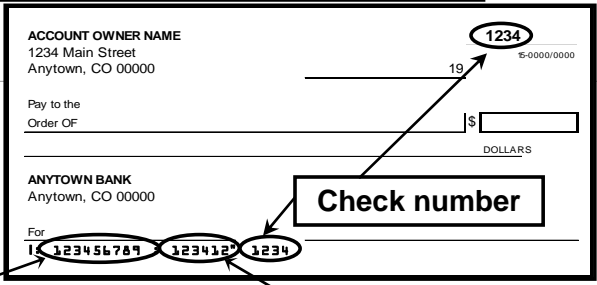 ACCOUNT OWNER NAME 1234
1234 Main Street 15-0000/0000
Anytown, CO 00000 19
Pay to the
Order OF $
DOLLARS
ANYTOWN BANK
Anytown, CO 00000
Check number
For
123456789 123412" 1234